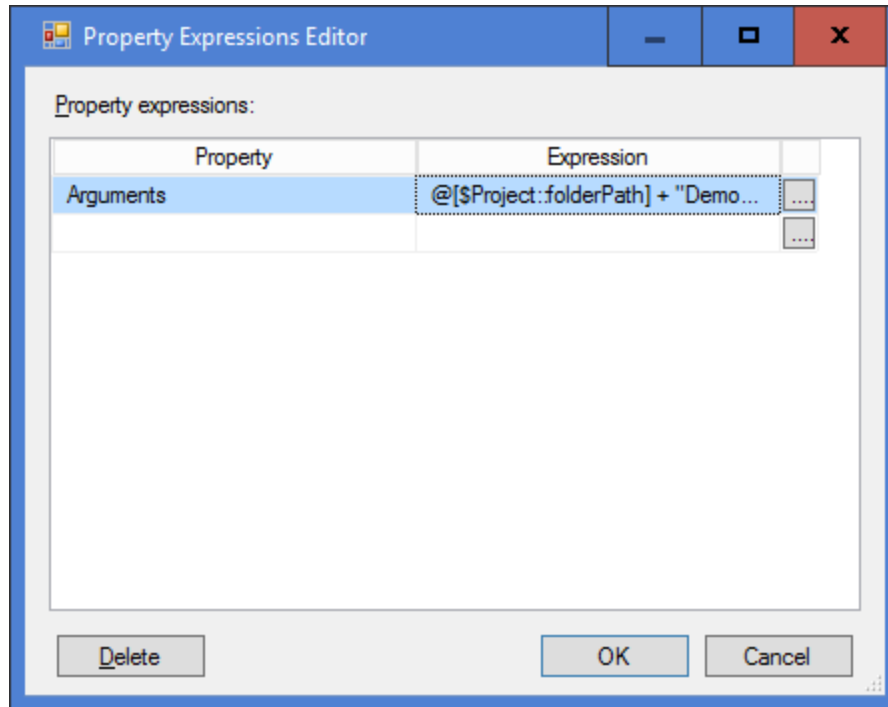 Property Expressions Editor
Property expressions:
Property Expression
Arguments @[$Project::folderPath] + "Demo... ....
....
Delete OK Cancel